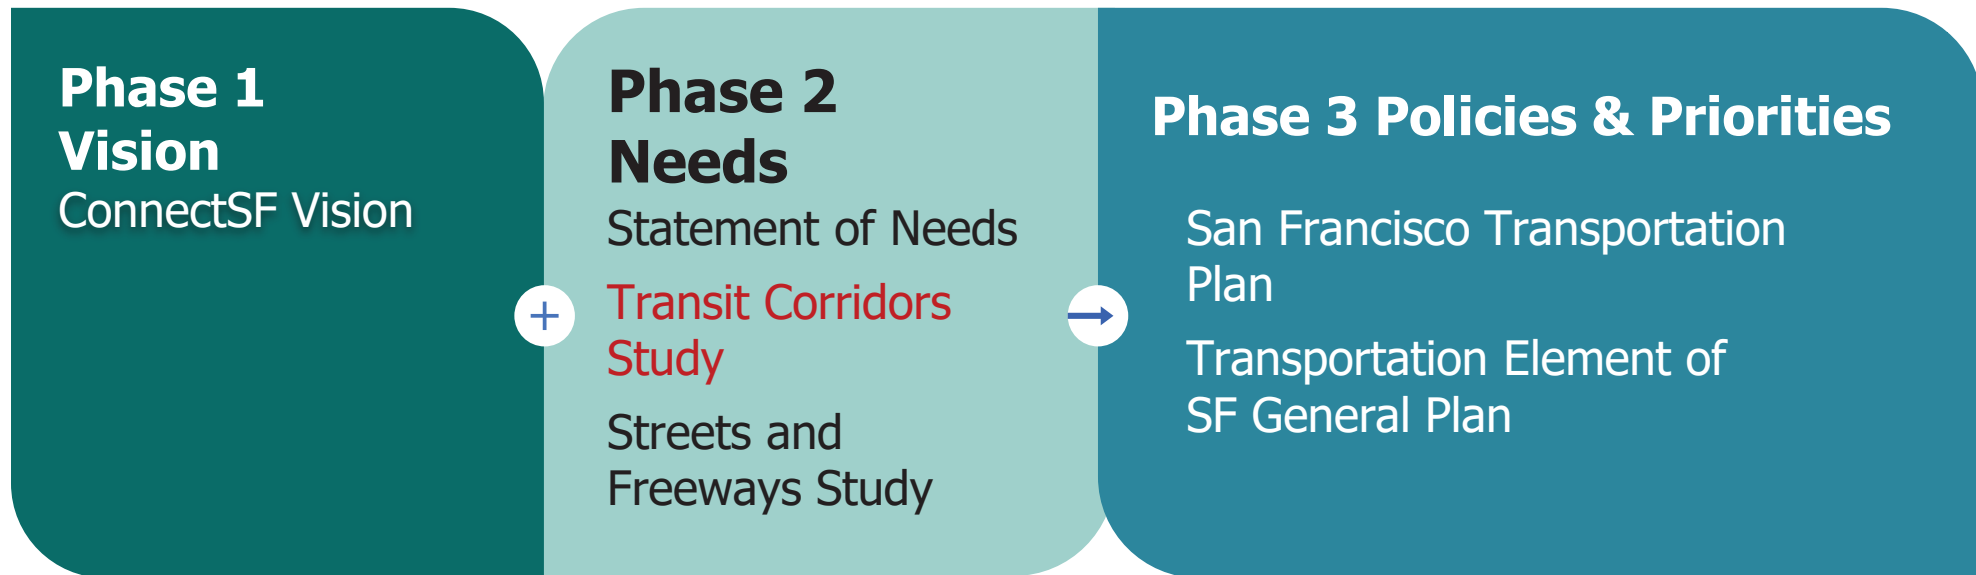 Phase 1
Vision
ConnectSF Vision
+
Phase 2
Needs
Statement of Needs
Transit Corridors
Study
Streets and
Freeways Study
Phase 3 Policies & Priorities
San Francisco Transportation
Plan
Transportation Element of
SF General Plan